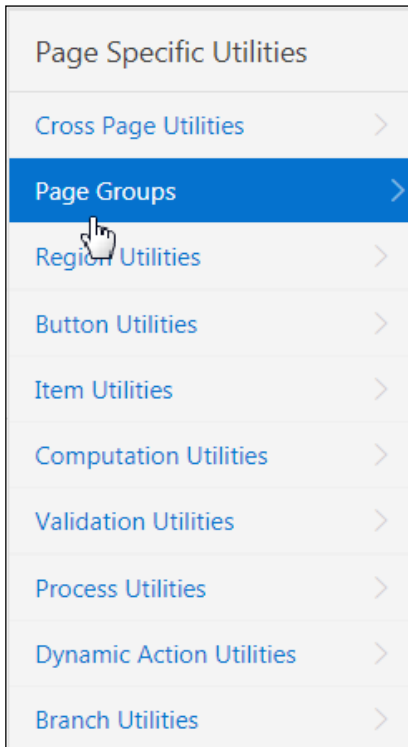 Page Specific Utilities
Cross Page Utilities
Page Groups
Region Utilities
Button Utilities
Item Utilities
Computation Utilities
Validation Utilities
Process Utilities
Dynamic Action Utilities
Branch Utilities